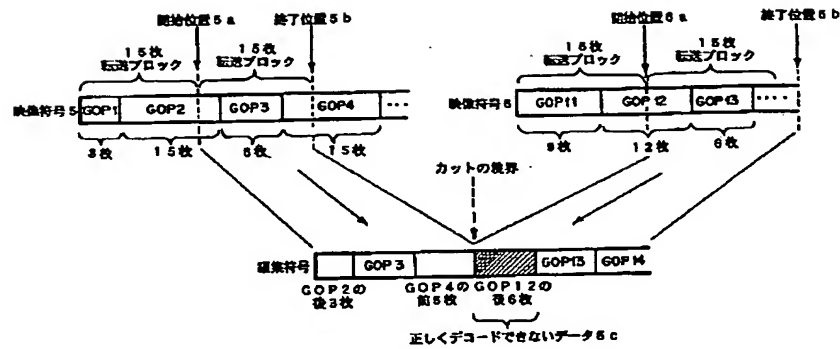 開始位置5a 終了位置5b
15枚 15枚
転送ブロック 転送ブロック
映像符号5 GOP1 GOP2 GOP3 GOP4 ・・・
3枚 15枚 6枚 15枚
開始位置6a 終了位置6b
15枚 15枚
転送ブロック 転送ブロック
映像符号6 GOP11 GOP12 GOP13 ・・・・
9枚 12枚 6枚
カットの境界
編集符号 GOP3 GOP13 GOP14
GOP2の GOP4の GOP12の
後3枚 前6枚 後6枚
正しくデコードできないデータ6c